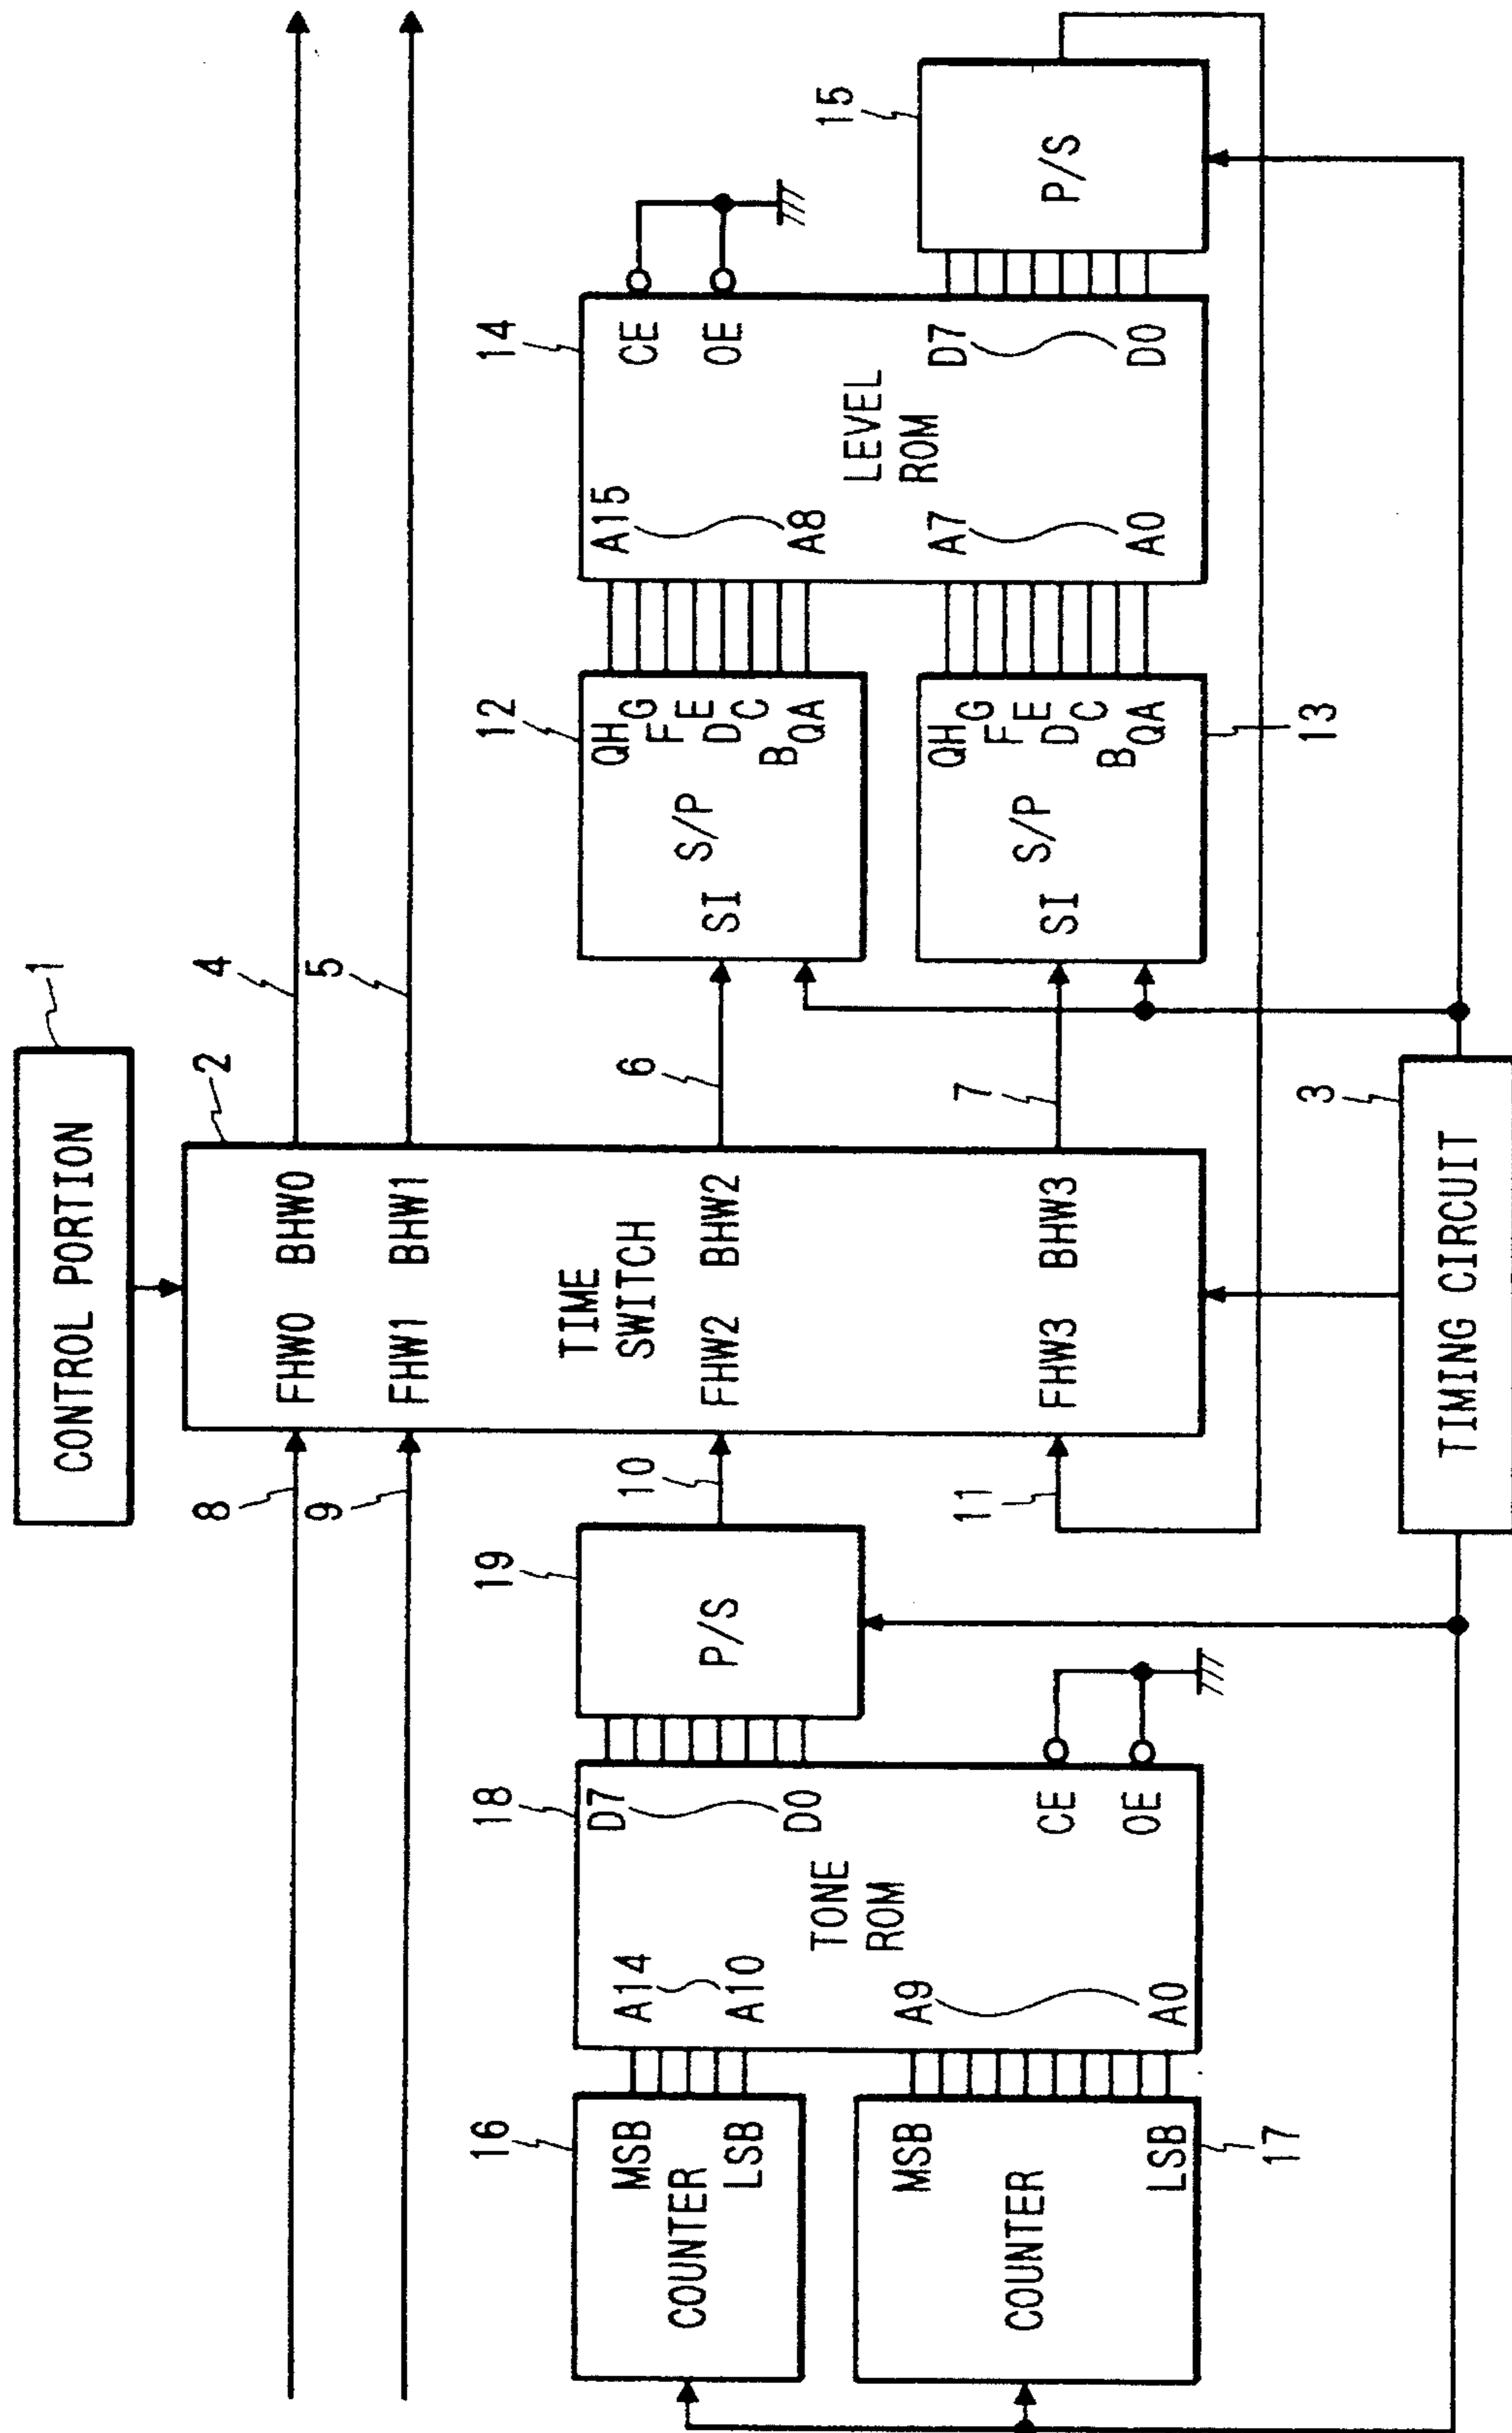 1
CONTROL PORTION
2
TIME
SWITCH
FHW0
BHW0
FHW1
BHW1
FHW2
BHW2
FHW3
BHW3
3
TIMING CIRCUIT
4
5
6
7
8
9
10
11
12
SI
S/P
QH
G
F
E
D
C
B
QA
13
SI
S/P
QH
G
F
E
D
C
B
QA
14
LEVEL
ROM
A15
A8
A7
A0
CE
OE
D7
D0
15
P/S
16
COUNTER
MSB
LSB
17
COUNTER
MSB
LSB
18
TONE
ROM
A14
A10
A9
A0
D7
D0
CE
OE
19
P/S